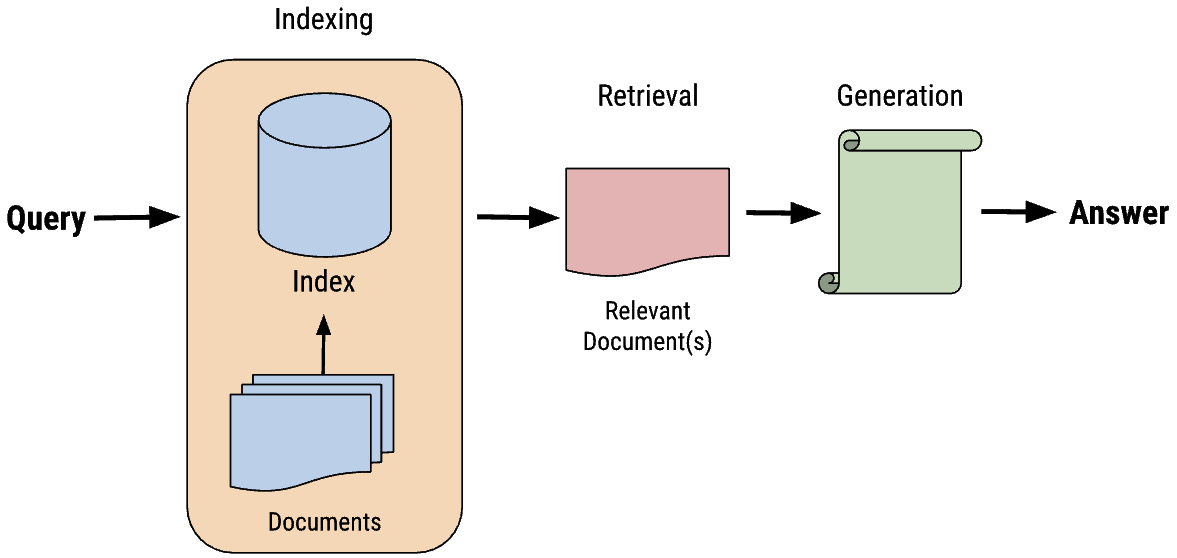 Indexing
Retrieval
Generation
Query
Answer
Index
Relevant
Document(s)
Documents